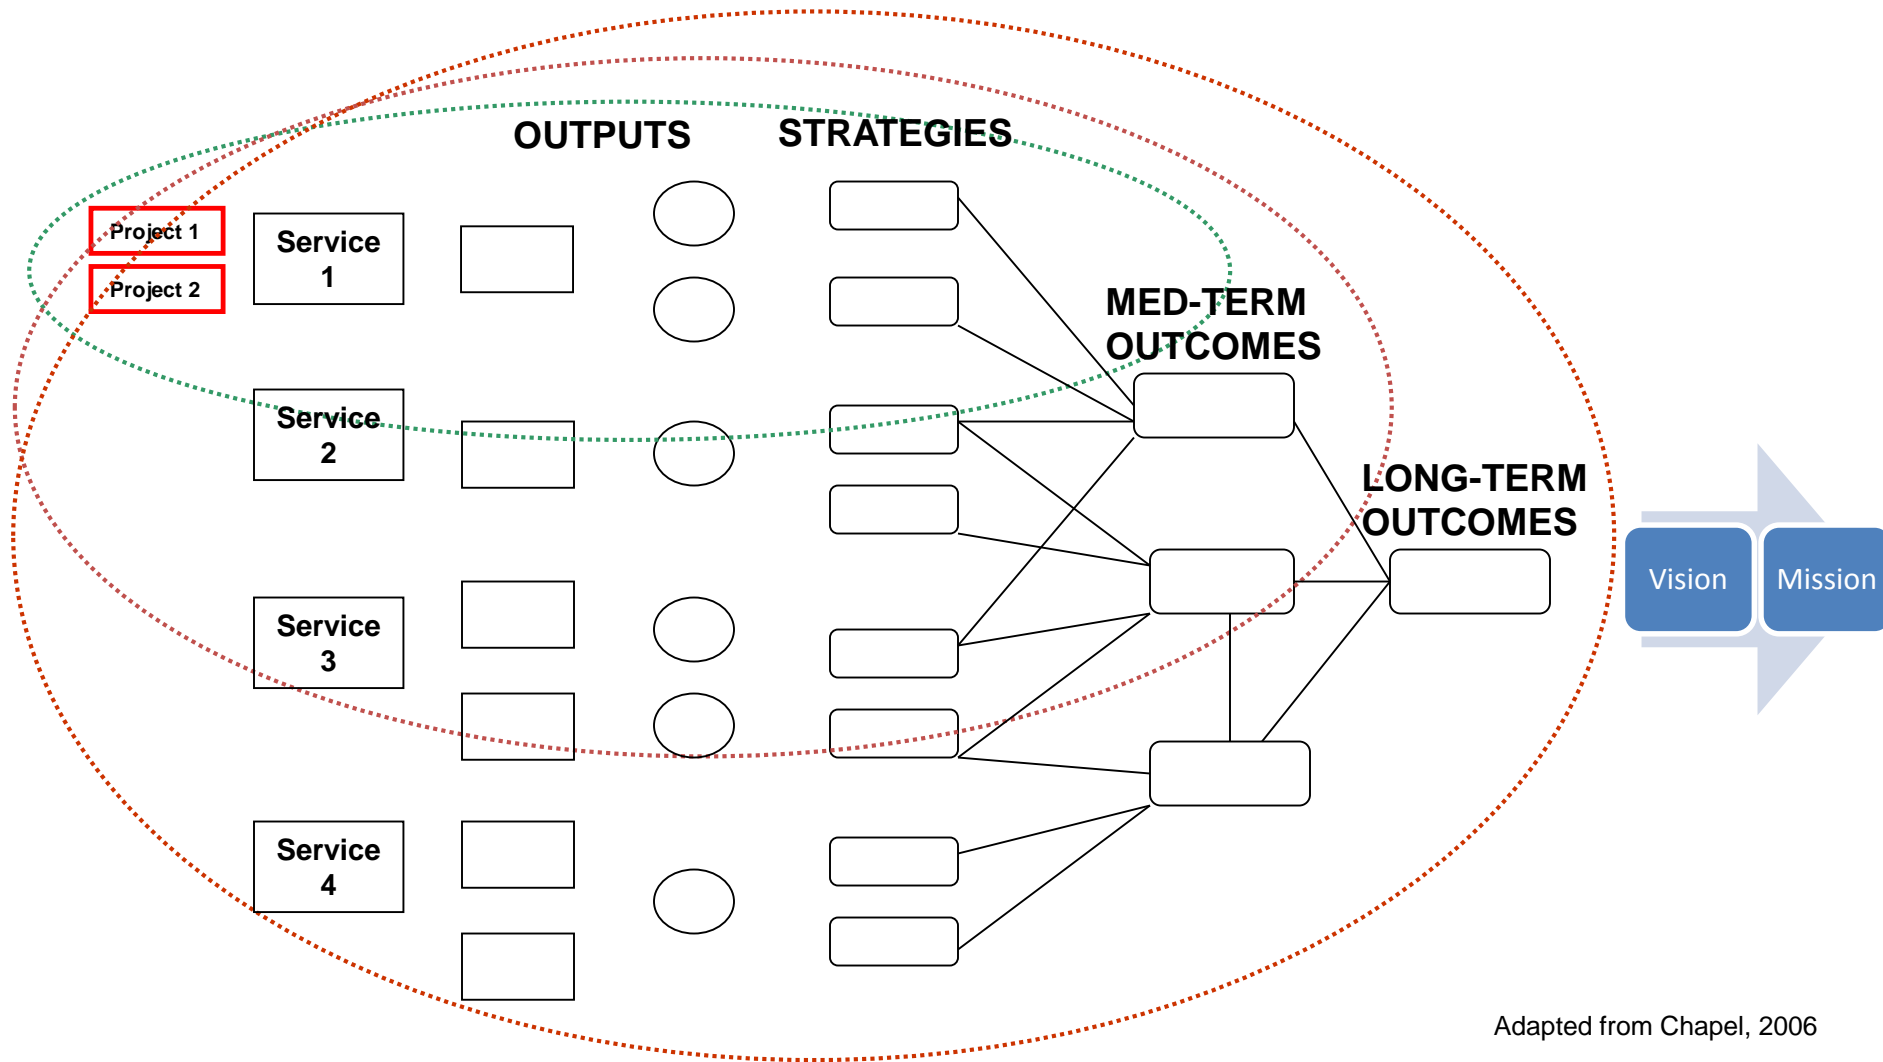 OUTPUTS
STRATEGIES
Project 1
Project 2
Service
1
MED-TERM
OUTCOMES
Service
2
LONG-TERM
OUTCOMES
Vision
Mission
Service
3
Service
4
Adapted from Chapel, 2006